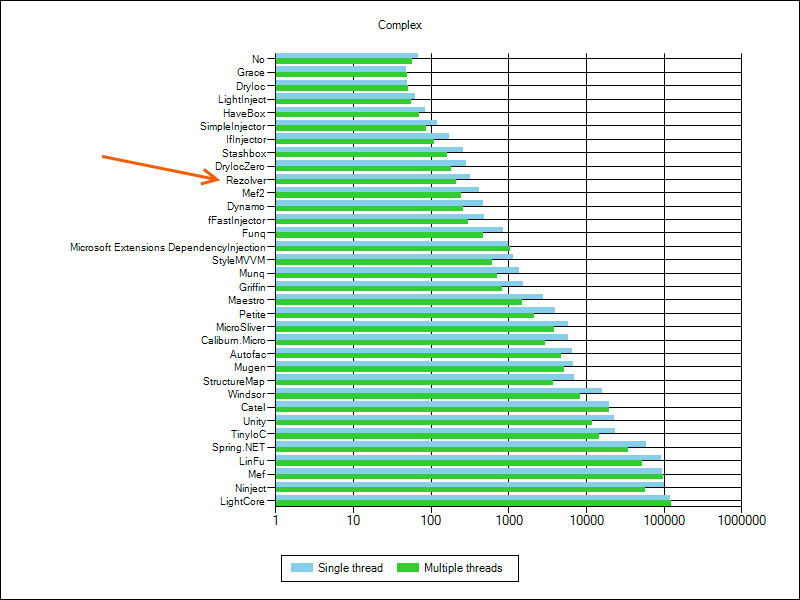 Complex
No
Grace
DryIoc
LightInject
HaveBox
SimpleInjector
IfInjector
Stashbox
DryIocZero
Rezolver
Mef2
Dynamo
fFastInjector
Funq
Microsoft Extensions DependencyInjection
StyleMVVM
Munq
Griffin
Maestro
Petite
MicroSliver
Caliburn.Micro
Autofac
Mugen
StructureMap
Windsor
Catel
Unity
TinyIoC
Spring.NET
LinFu
Mef
Ninject
LightCore
1 10 100 1000 10000 100000 1000000
Single thread Multiple threads